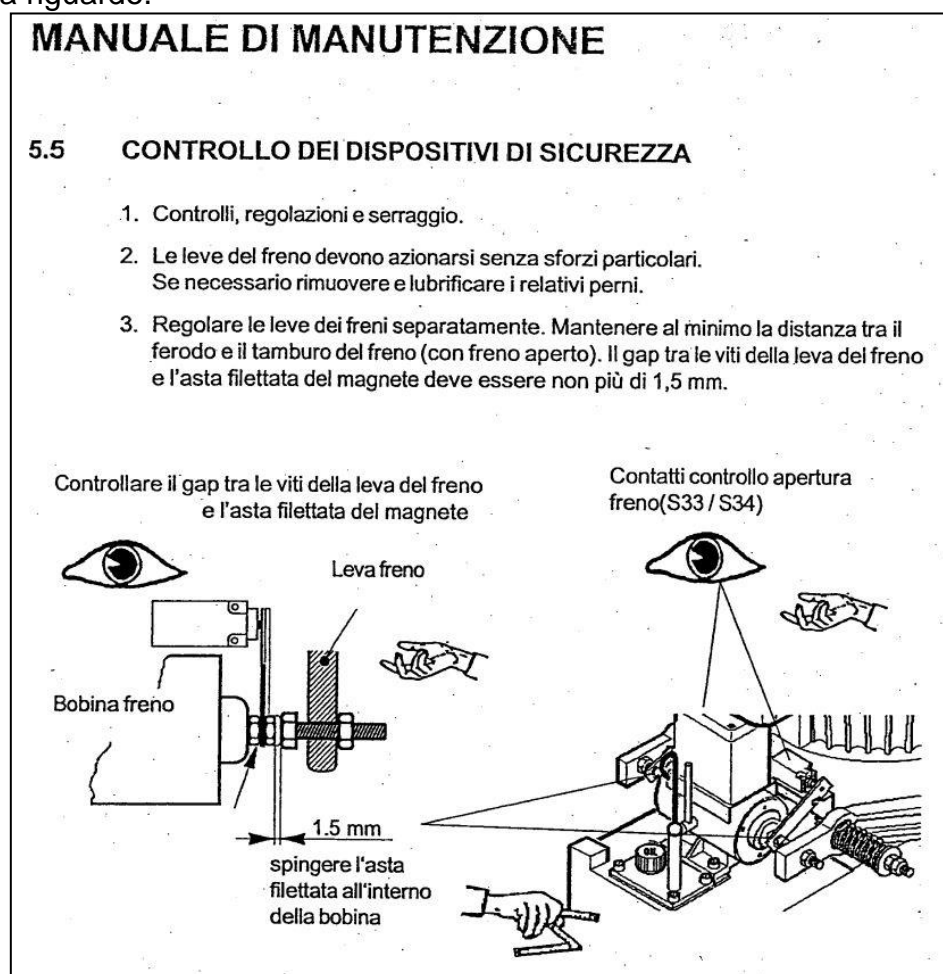 a riguardo.
MANUALE DI MANUTENZIONE
5.5 CONTROLLO DEI DISPOSITIVI DI SICUREZZA
1. Controlli, regolazioni e serraggio.
2. Le leve del freno devono azionarsi senza sforzi particolari.
Se necessario rimuovere e lubrificare i relativi perni.
3. Regolare le leve dei freni separatamente. Mantenere al minimo la distanza tra il
ferodo e il tamburo del freno (con freno aperto). Il gap tra le viti della leva del freno
e l'asta filettata del magnete deve essere non più di 1,5 mm.
Controllare il gap tra le viti della leva del freno
e l'asta filettata del magnete
Leva freno
Bobina freno
1.5 mm
spingere l'asta
filettata all'interno
della bobina
Contatti controllo apertura
freno(S33 / S34)
OIL